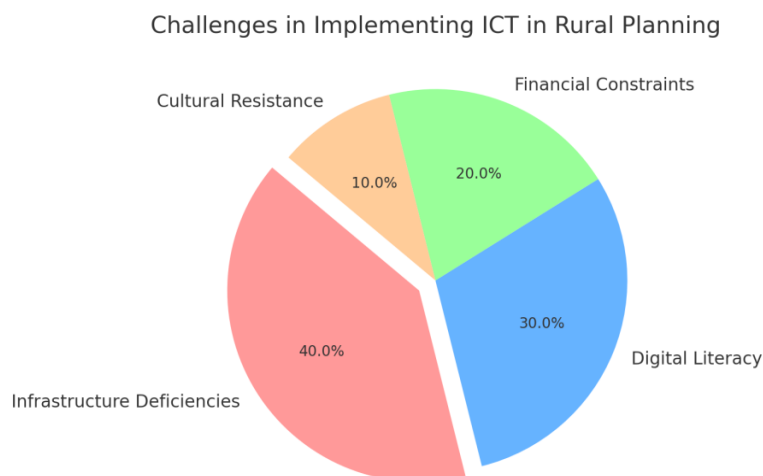 Challenges in Implementing ICT in Rural Planning
Financial Constraints
Cultural Resistance
20.0%
10.0%
30.0%
40.0%
Digital Literacy
Infrastructure Deficiencies